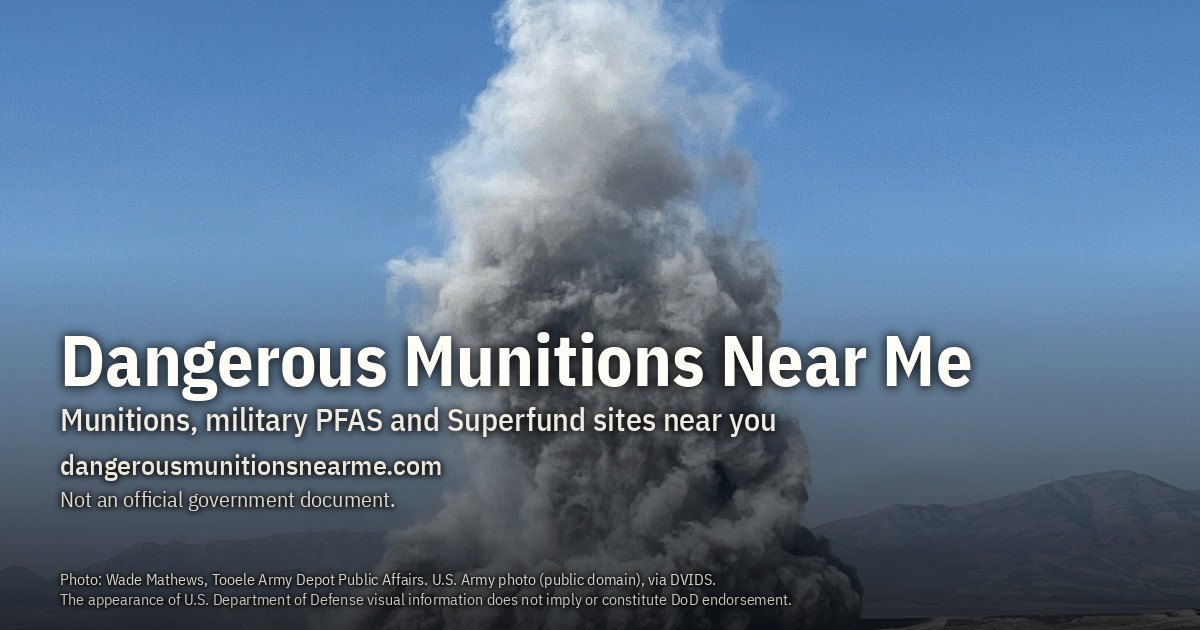 Dangerous Munitions Near Me
Munitions, military PFAS and Superfund sites near you
dangerousmunitionsnearme.com
Not an official government document.
Photo: Wade Mathews, Tooele Army Depot Public Affairs. U.S. Army photo (public domain), via DVIDS.
The appearance of U.S. Department of Defense visual information does not imply or constitute DoD endorsement.